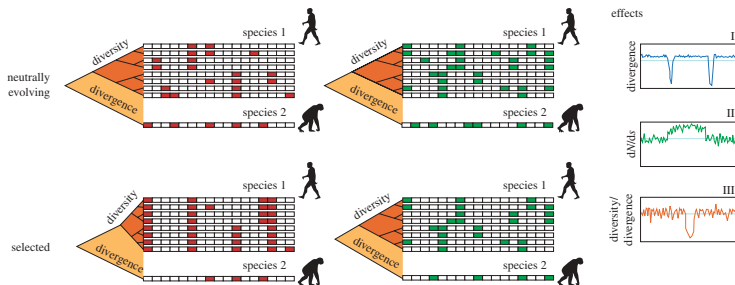 species 1
species 1
effects
diversity
diversity
neutrally
evolving
divergence
divergence
species 2
species 2
I
divergence
II
dN/ds
species 1
species 1
diversity
diversity
selected
divergence
divergence
species 2
species 2
III
diversity/
divergence